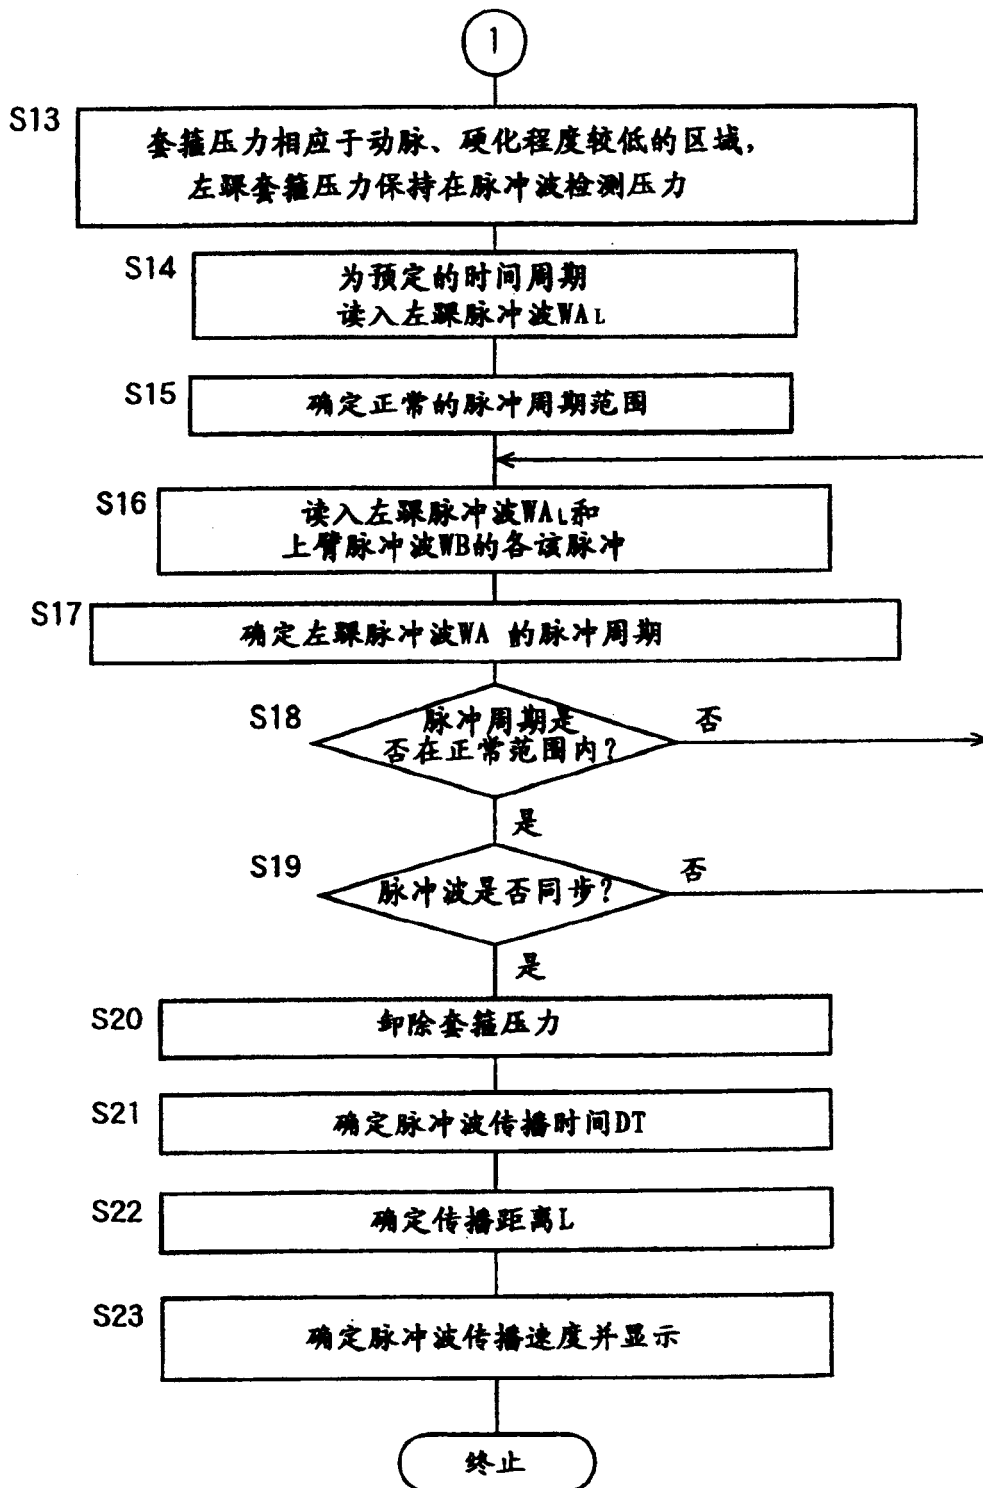 1
S13
套箍压力相应于动脉、硬化程度较低的区域,
左踝套箍压力保持在脉冲波检测压力
S14
为预定的时间周期
读入左踝脉冲波WAL
S15
确定正常的脉冲周期范围
S16
读入左踝脉冲波WAL和
上臂脉冲波WB的各该脉冲
S17
确定左踝脉冲波WA 的脉冲周期
S18
脉冲周期是
否在正常范围内?
否
是
S19
脉冲波是否同步?
否
是
S20
卸除套箍压力
S21
确定脉冲波传播时间DT
S22
确定传播距离L
S23
确定脉冲波传播速度并显示
终止